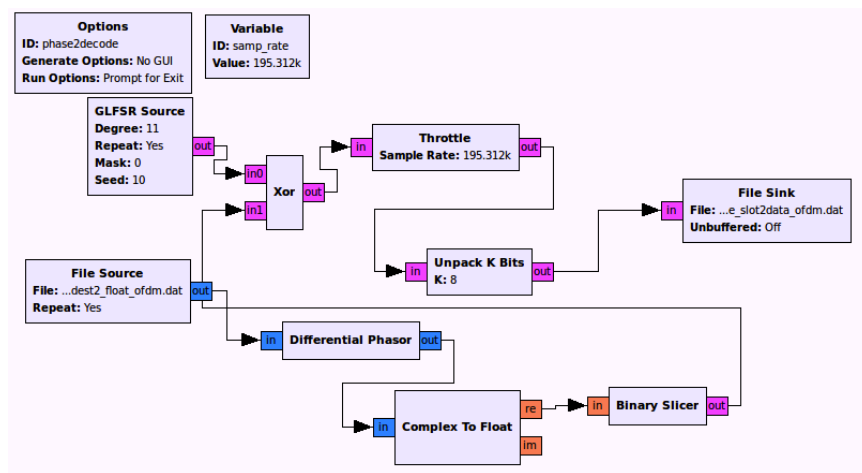 Options
ID: phase2decode
Generate Options: No GUI
Run Options: Prompt for Exit
Variable
ID: samp_rate
Value: 195.312k
GLFSR Source
Degree: 11
Repeat: Yes
Mask: 0
Seed: 10
out
in0
in1
Xor
out
in
Throttle
Sample Rate: 195.312k
out
in
File Sink
File: ...e_slot2data_ofdm.dat
Unbuffered: Off
in
Unpack K Bits
K: 8
out
File Source
File: ...dest2_float_ofdm.dat
Repeat: Yes
out
in
Differential Phasor
out
in
Complex To Float
re
im
in
Binary Slicer
out